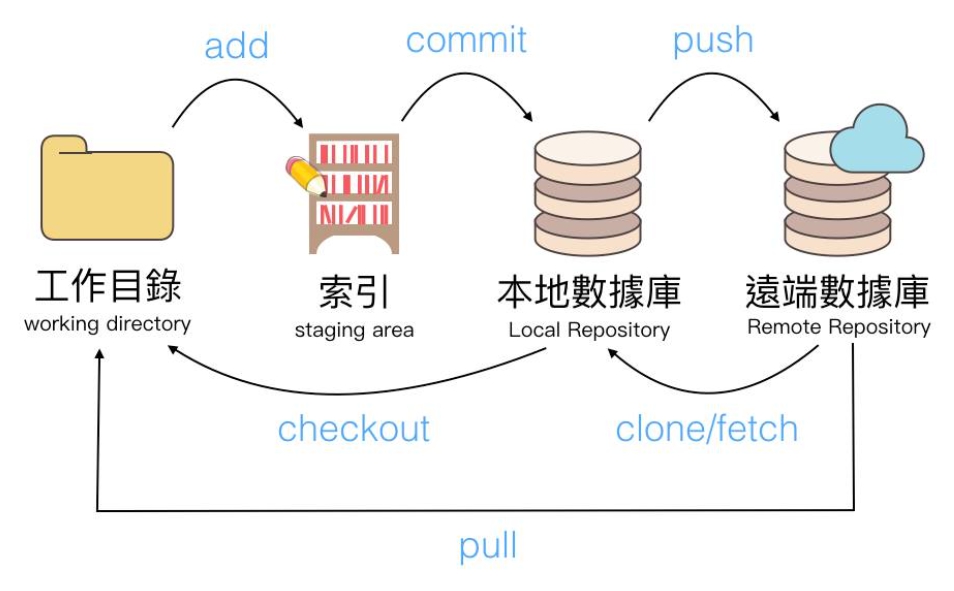 add
commit
push
工作目錄
working directory
索引
staging area
本地數據庫
Local Repository
遠端數據庫
Remote Repository
checkout
clone/fetch
pull